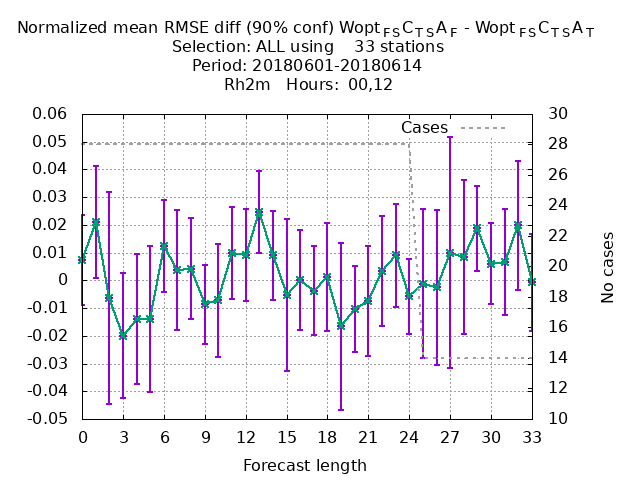 Normalized mean RMSE diff (90% conf) Wopt FS C TS A F - Wopt FS C TS A T
Selection: ALL using 33 stations
Period: 20180601-20180614
Rh2m Hours: 00,12
Cases
0.06
0.05
0.04
0.03
0.02
0.01
0
-0.01
-0.02
-0.03
-0.04
-0.05
30
28
26
24
22
20
18
16
14
12
10
No cases
0 3 6 9 12 15 18 21 24 27 30 33
Forecast length